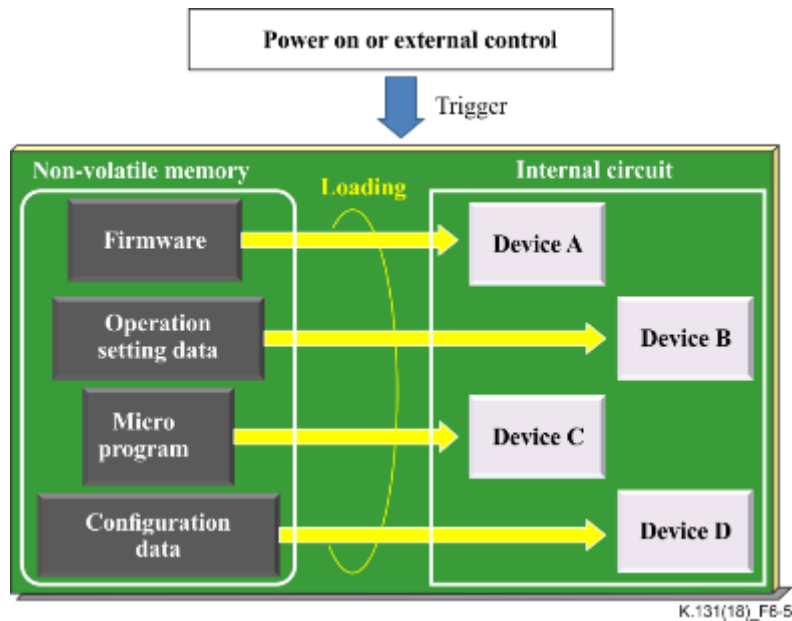 Power on or external control
Trigger
Non-volatile memory
Loading
Internal circuit
Firmware
Device A
Operation
setting data
Device B
Micro
program
Device C
Configuration
data
Device D
K.131(18)_F6-5